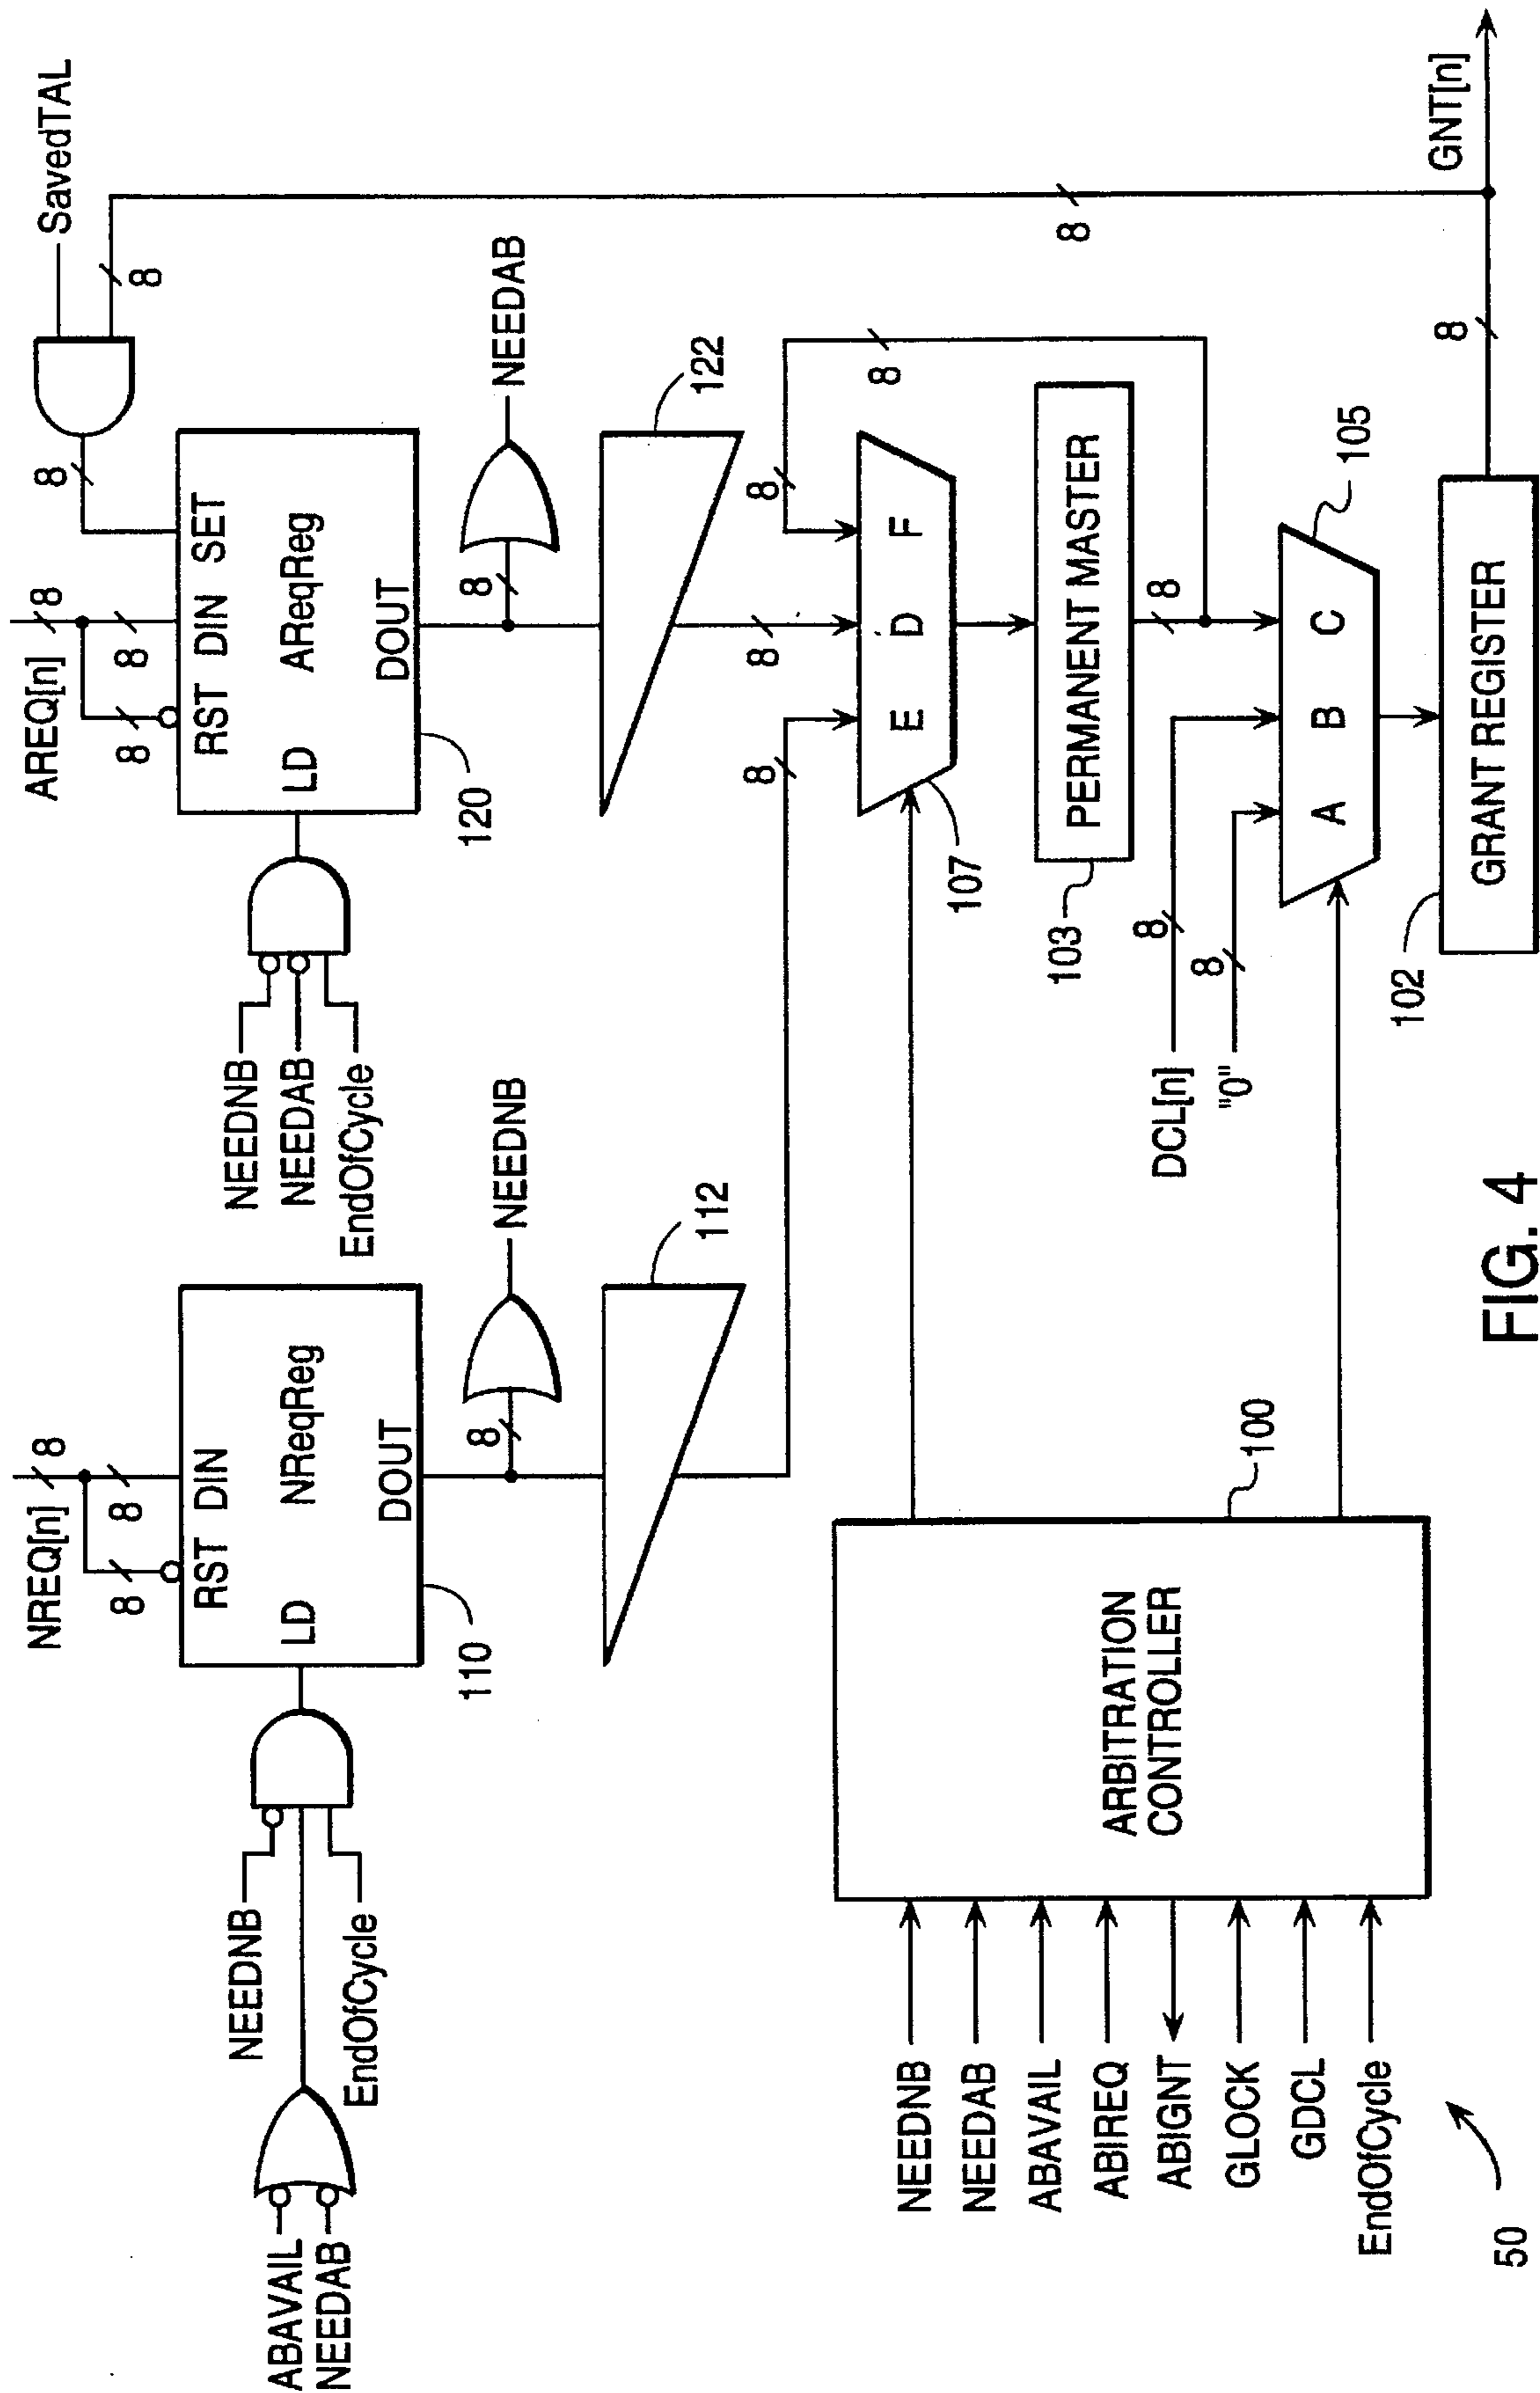 NREQ[n]
8
8
8
RST DIN
NReqReg
LD
DOUT
110
ABAVAIL
NEEDAB
NEEDNB
EndOfCycle
8
NEEDNB
112
AREQ[n]
8
8
8
RST DIN SET
AReqReg
LD
DOUT
120
NEEDNB
NEEDAB
EndOfCycle
8
SavedTAL
8
8
NEEDAB
122
8
8
8
8
E D F
107
PERMANENT MASTER
103
8
DCL[n]
8
"0"
8
A B C
105
GRANT REGISTER
102
8
8
GNT[n]
ARBITRATION
CONTROLLER
100
NEEDNB
NEEDAB
ABAVAIL
ABIREQ
ABIGNT
GLOCK
GDCL
EndOfCycle
50
FIG. 4